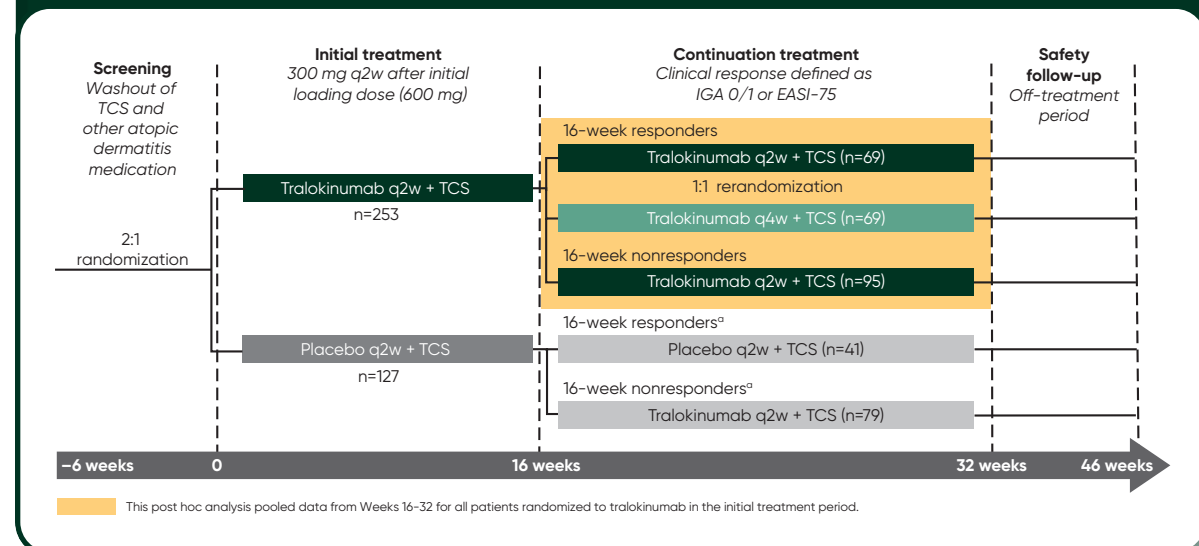 Screening
Washout of
TCS and
other atopic
dermatitis
medication
Initial treatment
300 mg q2w after initial
loading dose (600 mg)
Continuation treatment
Clinical response defined as
IGA 0/1 or EASI-75
Safety
follow-up
Off-treatment
period
2:1
randomization
Tralokinumab q2w + TCS
n=253
16-week responders
Tralokinumab q2w + TCS (n=69)
1:1 rerandomization
Tralokinumab q4w + TCS (n=69)
16-week nonresponders
Tralokinumab q2w + TCS (n=95)
Placebo q2w + TCS
n=127
16-week respondersᵃ
Placebo q2w + TCS (n=41)
16-week nonrespondersᵃ
Tralokinumab q2w + TCS (n=79)
–6 weeks 0 16 weeks 32 weeks 46 weeks
This post hoc analysis pooled data from Weeks 16-32 for all patients randomized to tralokinumab in the initial treatment period.